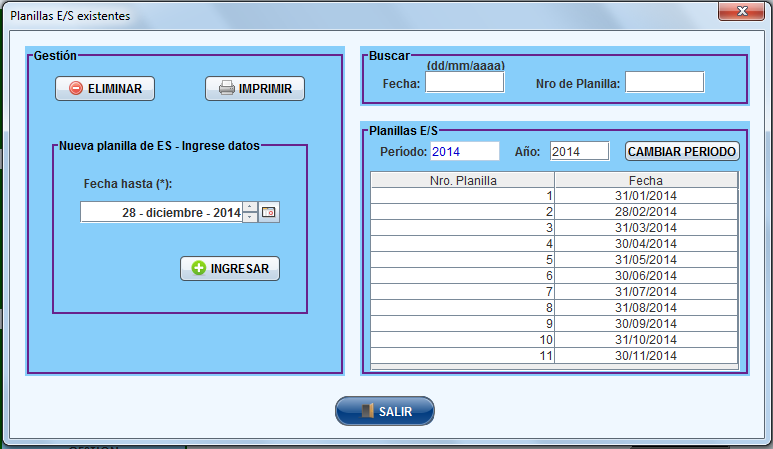 Planillas E/S existentes
Gestión
ELIMINAR
IMPRIMIR
Nueva planilla de ES - Ingrese datos
Fecha hasta (*):
28 - diciembre - 2014
INGRESAR
Buscar
(dd/mm/aaaa)
Fecha:
Nro de Planilla:
Planillas E/S
Período: 2014 Año: 2014 CAMBIAR PERIODO
Nro. Planilla Fecha
1 31/01/2014
2 28/02/2014
3 31/03/2014
4 30/04/2014
5 31/05/2014
6 30/06/2014
7 31/07/2014
8 31/08/2014
9 30/09/2014
10 31/10/2014
11 30/11/2014
SALIR